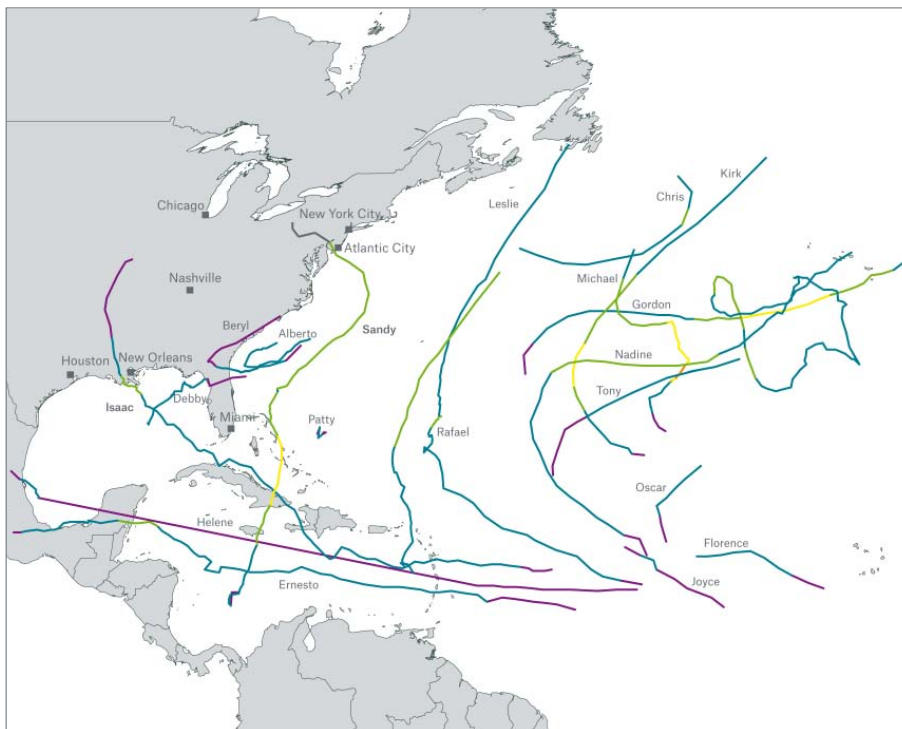 Kirk
Chris
Leslie
Chicago
New York City
Atlantic City
Michael
Nashville
Gordon
Beryl
Alberto
Sandy
Nadine
Houston
New Orleans
Tony
Debby
Isaac
Miami
Patty
Rafael
Oscar
Helene
Florence
Ernesto
Joyce